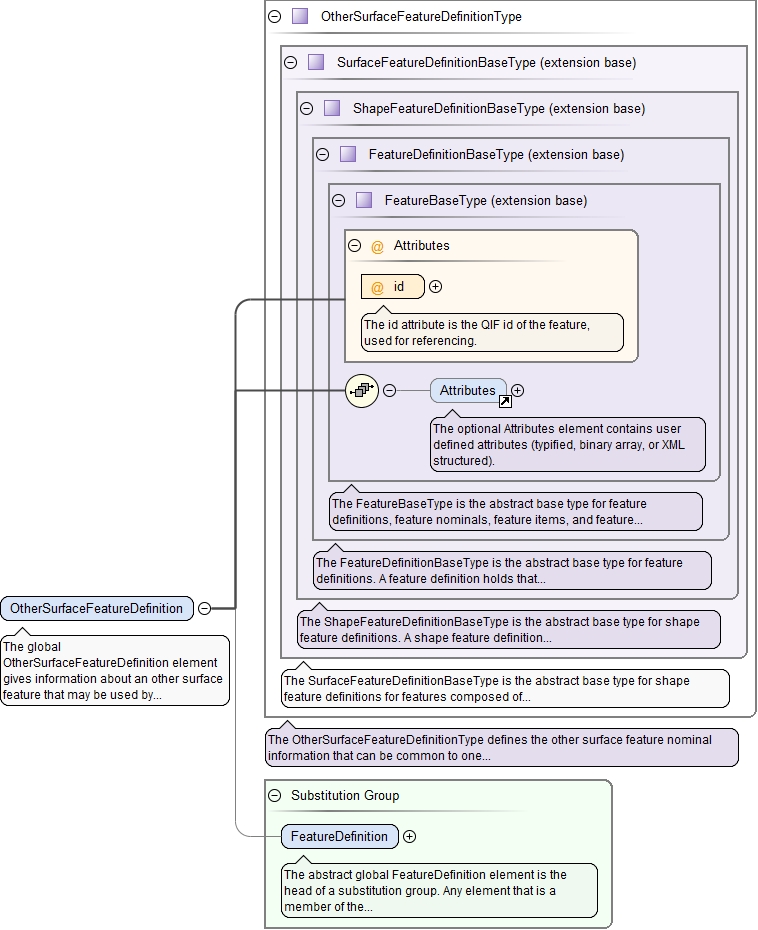 OtherSurfaceFeatureDefinitionType
SurfaceFeatureDefinitionBaseType (extension base)
ShapeFeatureDefinitionBaseType (extension base)
FeatureDefinitionBaseType (extension base)
FeatureBaseType (extension base)
@ Attributes
@ id
The id attribute is the QIF id of the feature,
used for referencing.
Attributes
The optional Attributes element contains user
defined attributes (typified, binary array, or XML
structured).
The FeatureBaseType is the abstract base type for feature
definitions, feature nominals, feature items, and feature...
The FeatureDefinitionBaseType is the abstract base type for feature
definitions. A feature definition holds that...
The ShapeFeatureDefinitionBaseType is the abstract base type for shape
feature definitions. A shape feature definition...
The SurfaceFeatureDefinitionBaseType is the abstract base type for shape
feature definitions for features composed of...
The OtherSurfaceFeatureDefinitionType defines the other surface feature nominal
information that can be common to one...
OtherSurfaceFeatureDefinition
The global
OtherSurfaceFeatureDefinition element
gives information about an other surface
feature that may be used by...
Substitution Group
FeatureDefinition
The abstract global FeatureDefinition element is the
head of a substitution group. Any element that is a
member of the...